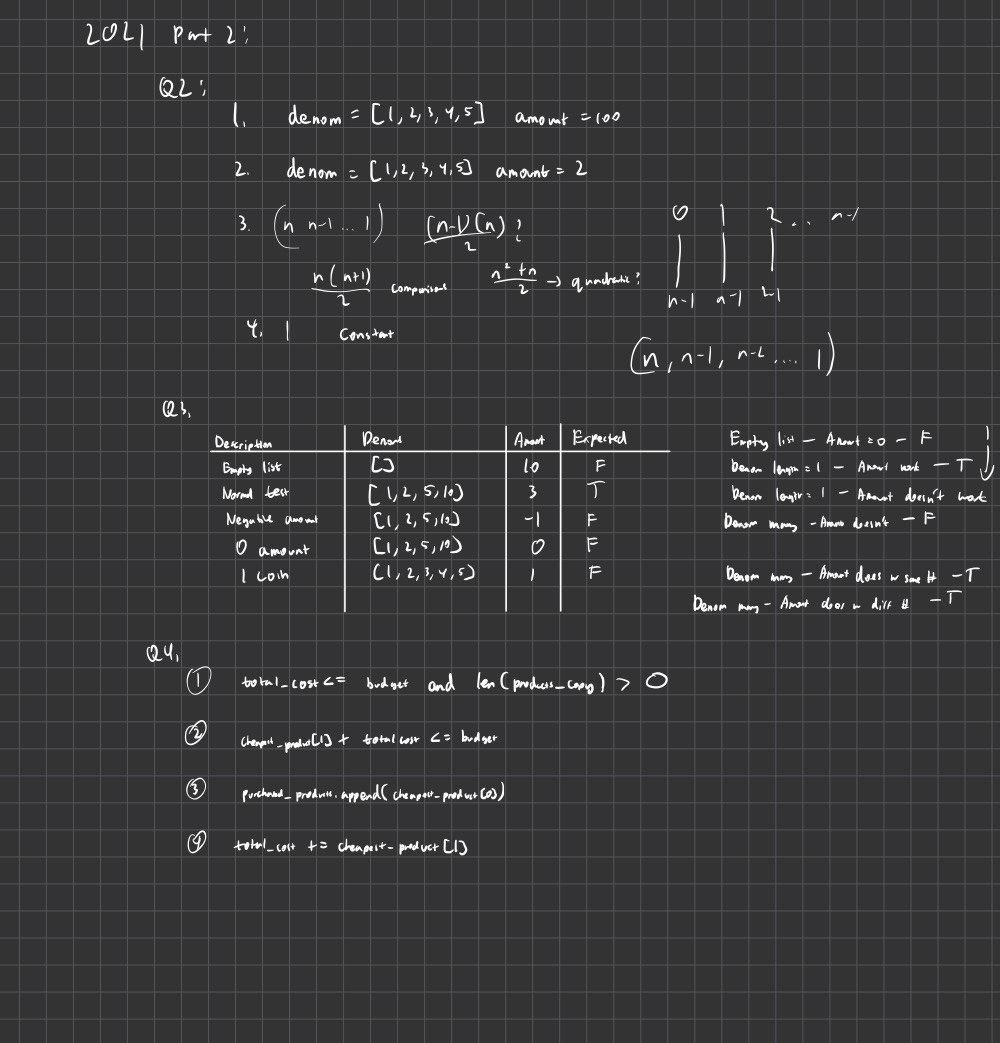 2021 Part 2:
Q2:
1. denom = [1, 2, 3, 4, 5] amount = 100
2. denom = [1, 2, 3, 4, 5] amount = 2
3. (n n-1 ... 1) (n-1)(n)/2 ?
0 1 2 ... n-1
n(n+1)/2 comparisons n²+n/2 → quadratic?
n-1 n-1 n-1
4. 1 constant
(n, n-1, n-2 .... 1)
Q3.
Description Denom Amount Expected
Empty list [] 10 F
Normal test [1, 2, 5, 10] 3 T
Negative amount [1, 2, 5, 10] -1 F
0 amount [1, 2, 5, 10] 0 F
1 coin [1, 2, 3, 4, 5] 1 F
Empty list - Amount = 0 - F
Denom length = 1 - Amount work - T
Denom length = 1 - Amount doesn't work
Denom many - Amount doesn't - F
Denom many - Amount does w same # - T
Denom many - Amount does w diff # - T
Q4.
① total_cost <= budget and len(products_copy) > 0
② cheapest_product[1] + total cost <= budget
③ purchased_products.append(cheapest_product[0])
④ total_cost += cheapest_product[1]